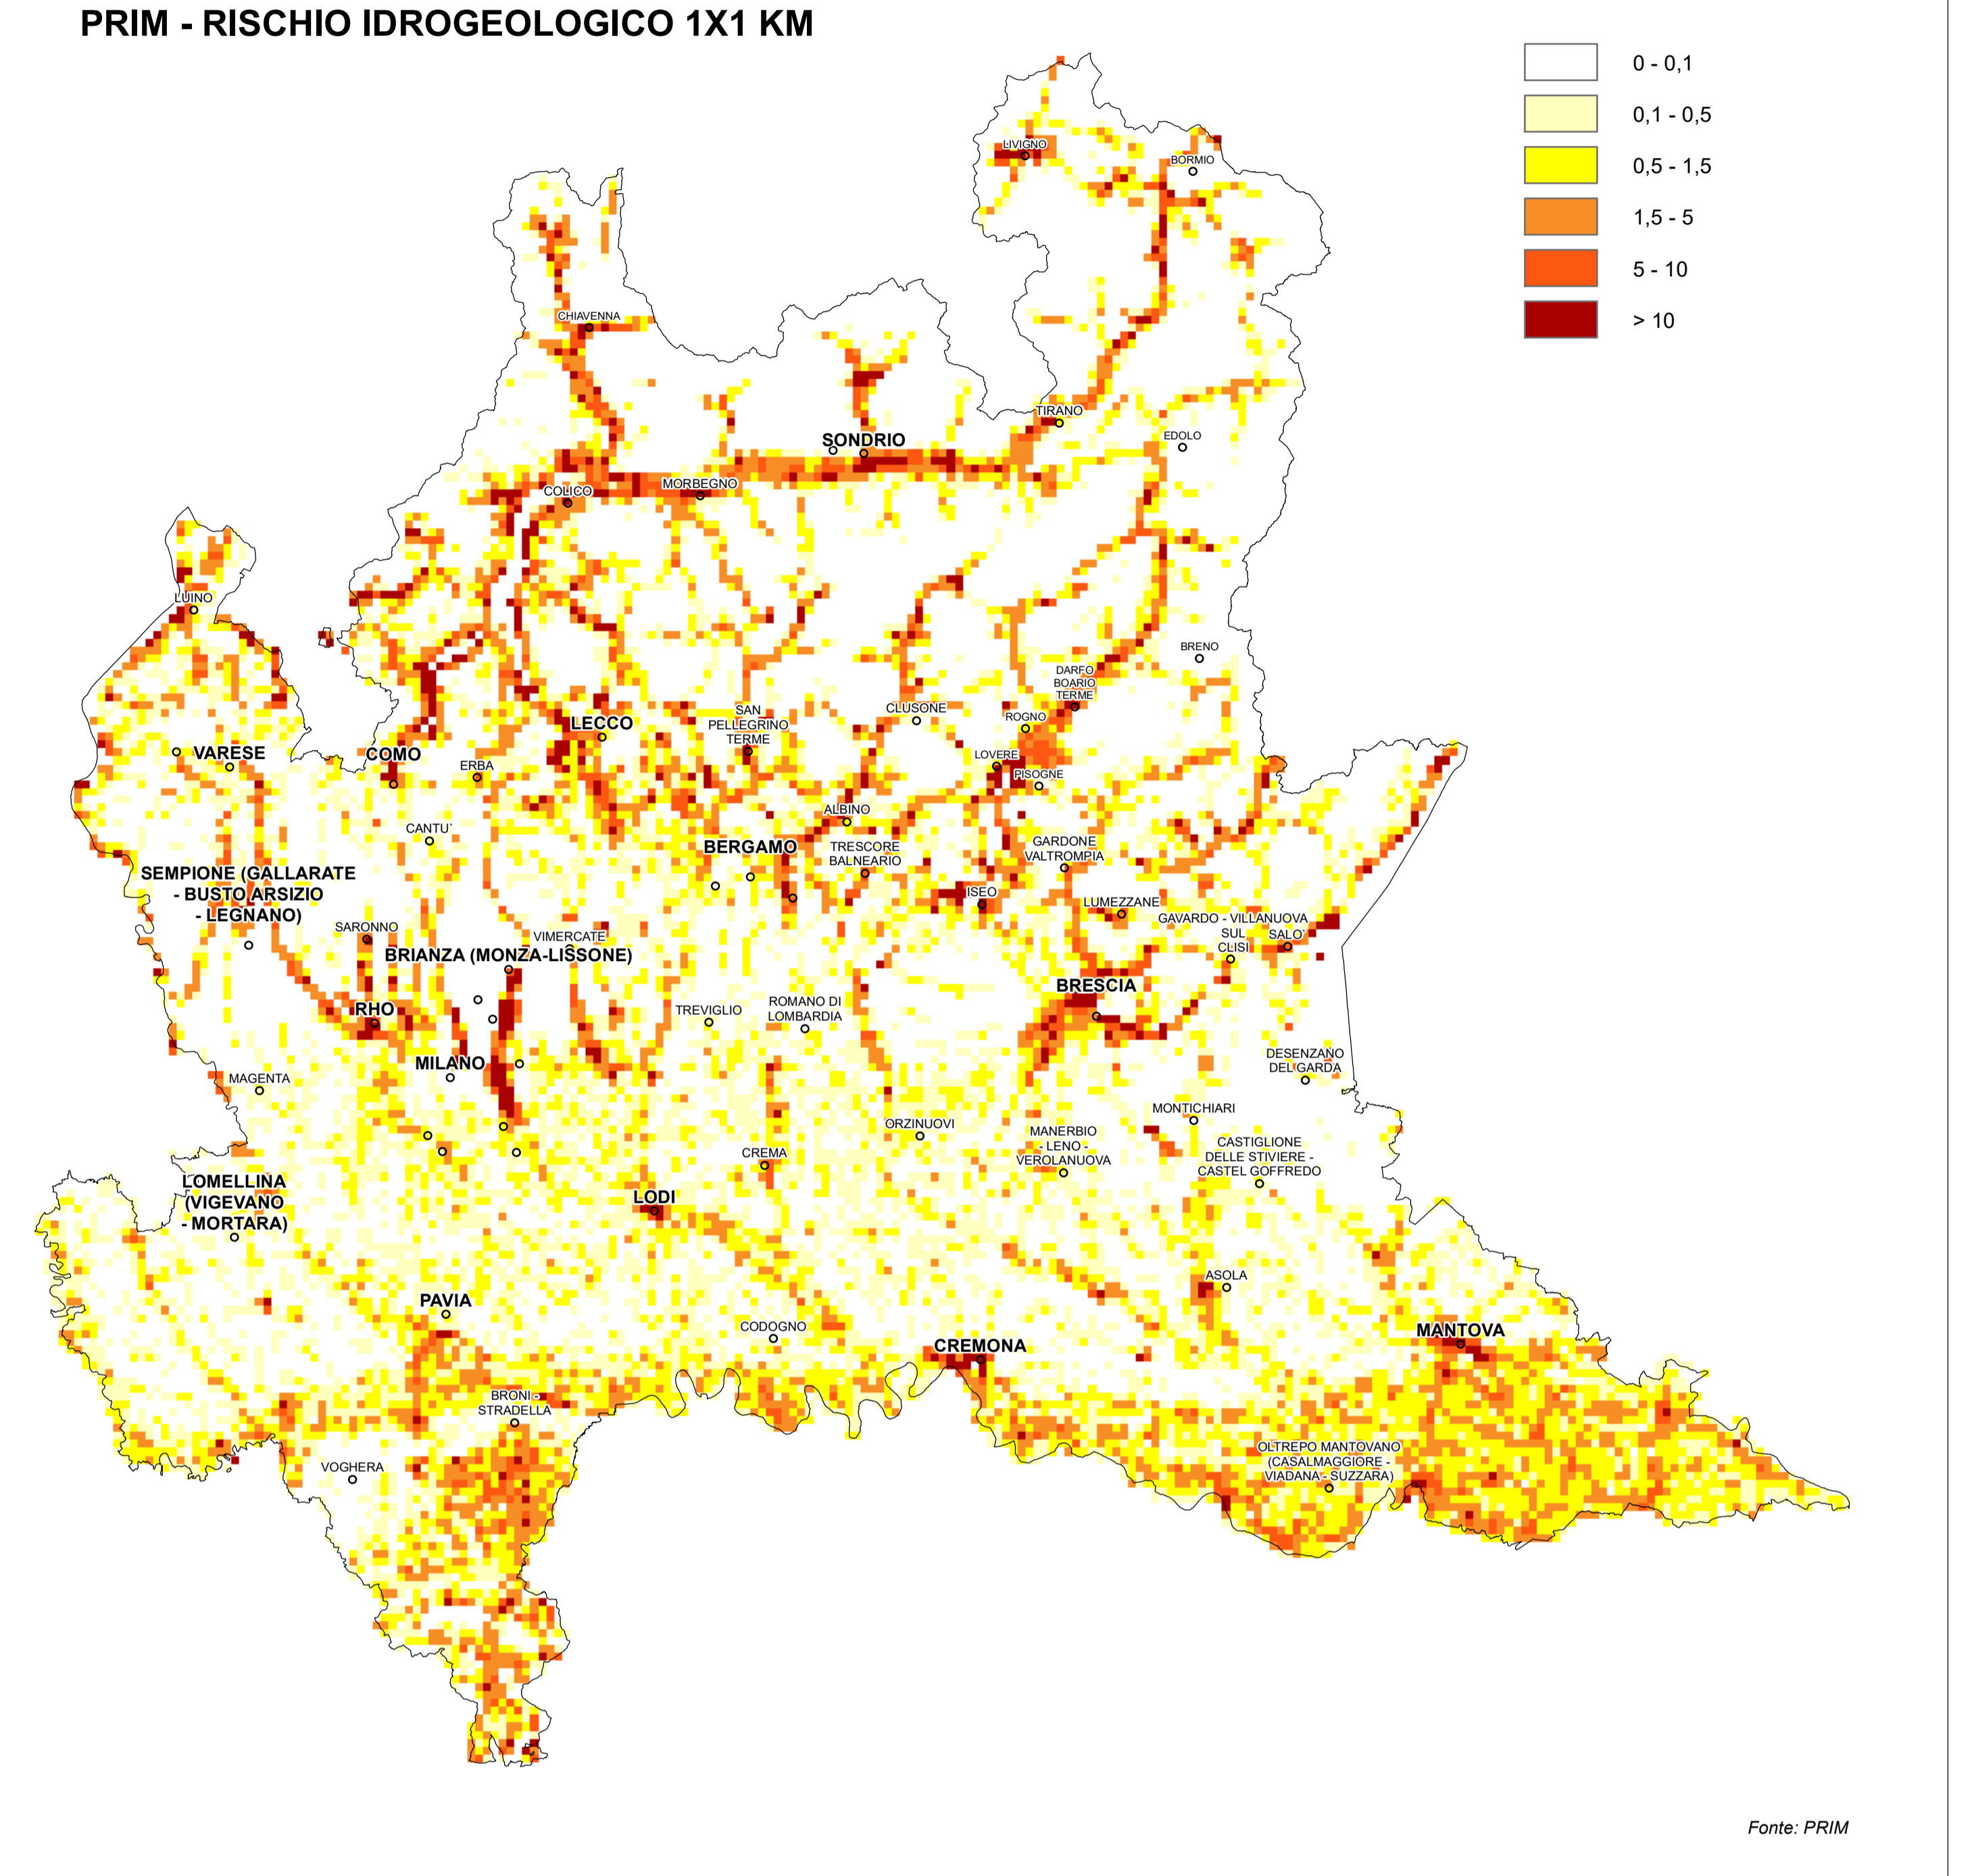 PRIM - RISCHIO IDROGEOLOGICO 1X1 KM
0 - 0,1
0,1 - 0,5
0,5 - 1,5
1,5 - 5
5 - 10
> 10
LIVIGNO
BORMIO
CHIAVENNA
TIRANO
SONDRIO
EDOLO
MORBEGNO
COLICO
LUINO
BRENO
DARFO
BOARIO
TERME
CLUSONE
ROGNO
SAN
PELLEGRINO
TERME
LECCO
VARESE
COMO
ERBA
LOVERE
PISOGNE
ALBINO
CANTU`
BERGAMO
TRESCORE
BALNEARIO
GARDONE
VALTROMPIA
SEMPIONE (GALLARATE
- BUSTO ARSIZIO
- LEGNANO)
ISEO
LUMEZZANE
GAVARDO - VILLANUOVA
SUL
CLISI
SALO`
SARONNO
VIMERCATE
BRIANZA (MONZA-LISSONE)
BRESCIA
RHO
TREVIGLIO
ROMANO DI
LOMBARDIA
MILANO
DESENZANO
DEL GARDA
MAGENTA
MONTICHIARI
ORZINUOVI
MANERBIO
- LENO -
VEROLANUOVA
CASTIGLIONE
DELLE STIVIERE -
CASTEL GOFFREDO
CREMA
LOMELLINA
(VIGEVANO
- MORTARA)
LODI
ASOLA
PAVIA
CODOGNO
CREMONA
MANTOVA
BRONI -
STRADELLA
OLTREPO MANTOVANO
(CASALMAGGIORE -
VIADANA - SUZZARA)
VOGHERA
Fonte: PRIM